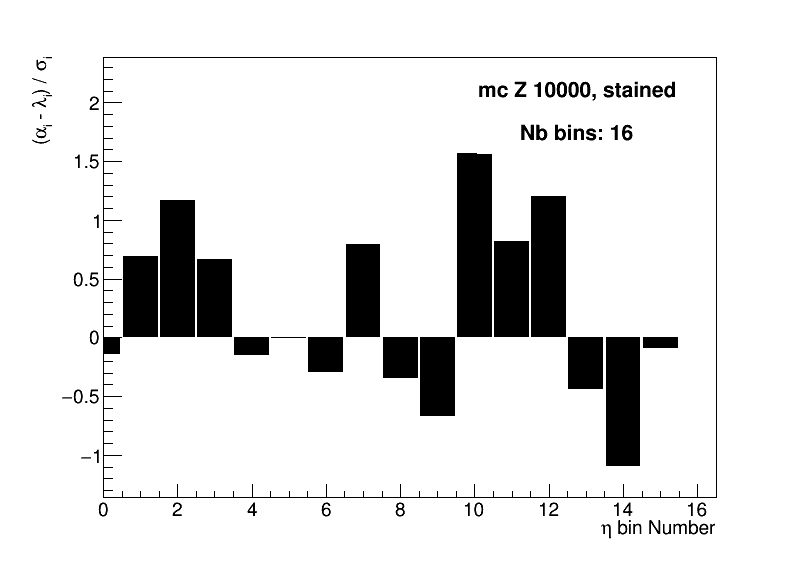 (αi - λi) / σi
mc Z 10000, stained
Nb bins: 16
2
1.5
1
0.5
0
−0.5
−1
0 2 4 6 8 10 12 14 16
η bin Number